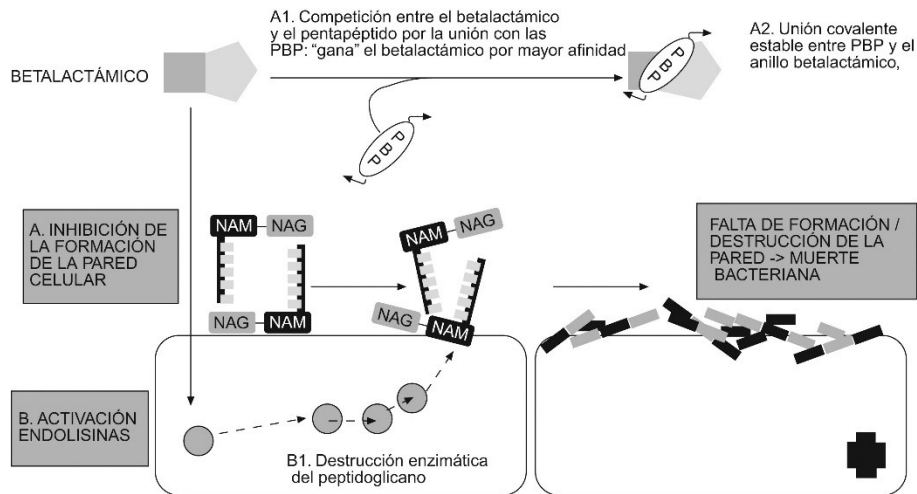 A1. Competición entre el betalactámico
y el pentapéptido por la unión con las
PBP: “gana” el betalactámico por mayor afinidad
A2. Unión covalente
estable entre PBP y el
anillo betalactámico,
BETALACTÁMICO
PBP
PBP
A. INHIBICIÓN DE
LA FORMACIÓN
DE LA PARED
CELULAR
NAM NAG
NAG NAM
NAM NAG
NAG NAM
FALTA DE FORMACIÓN /
DESTRUCCIÓN DE LA
PARED -> MUERTE
BACTERIANA
B. ACTIVACIÓN
ENDOLISINAS
B1. Destrucción enzimática
del peptidoglicano